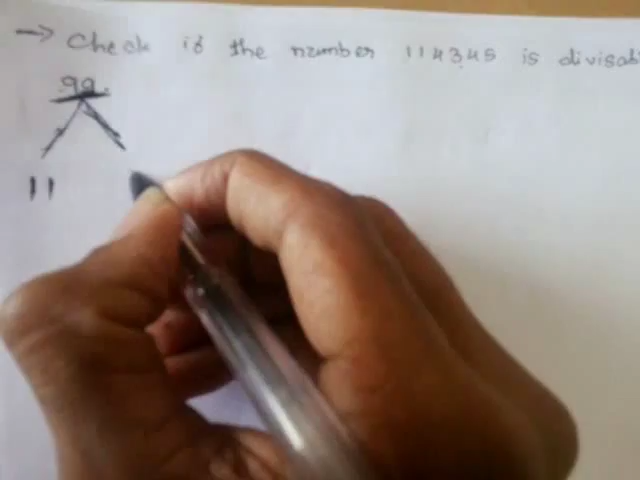 → Check if the number 114345 is divisab
99.
11